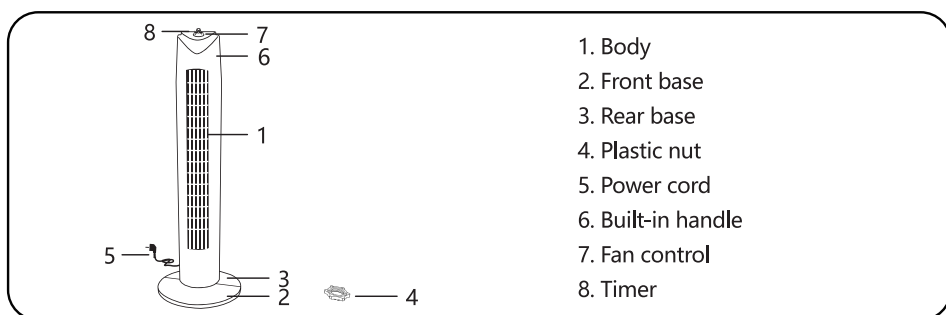 8
7
6
1
5
3
2
4
1. Body
2. Front base
3. Rear base
4. Plastic nut
5. Power cord
6. Built-in handle
7. Fan control
8. Timer